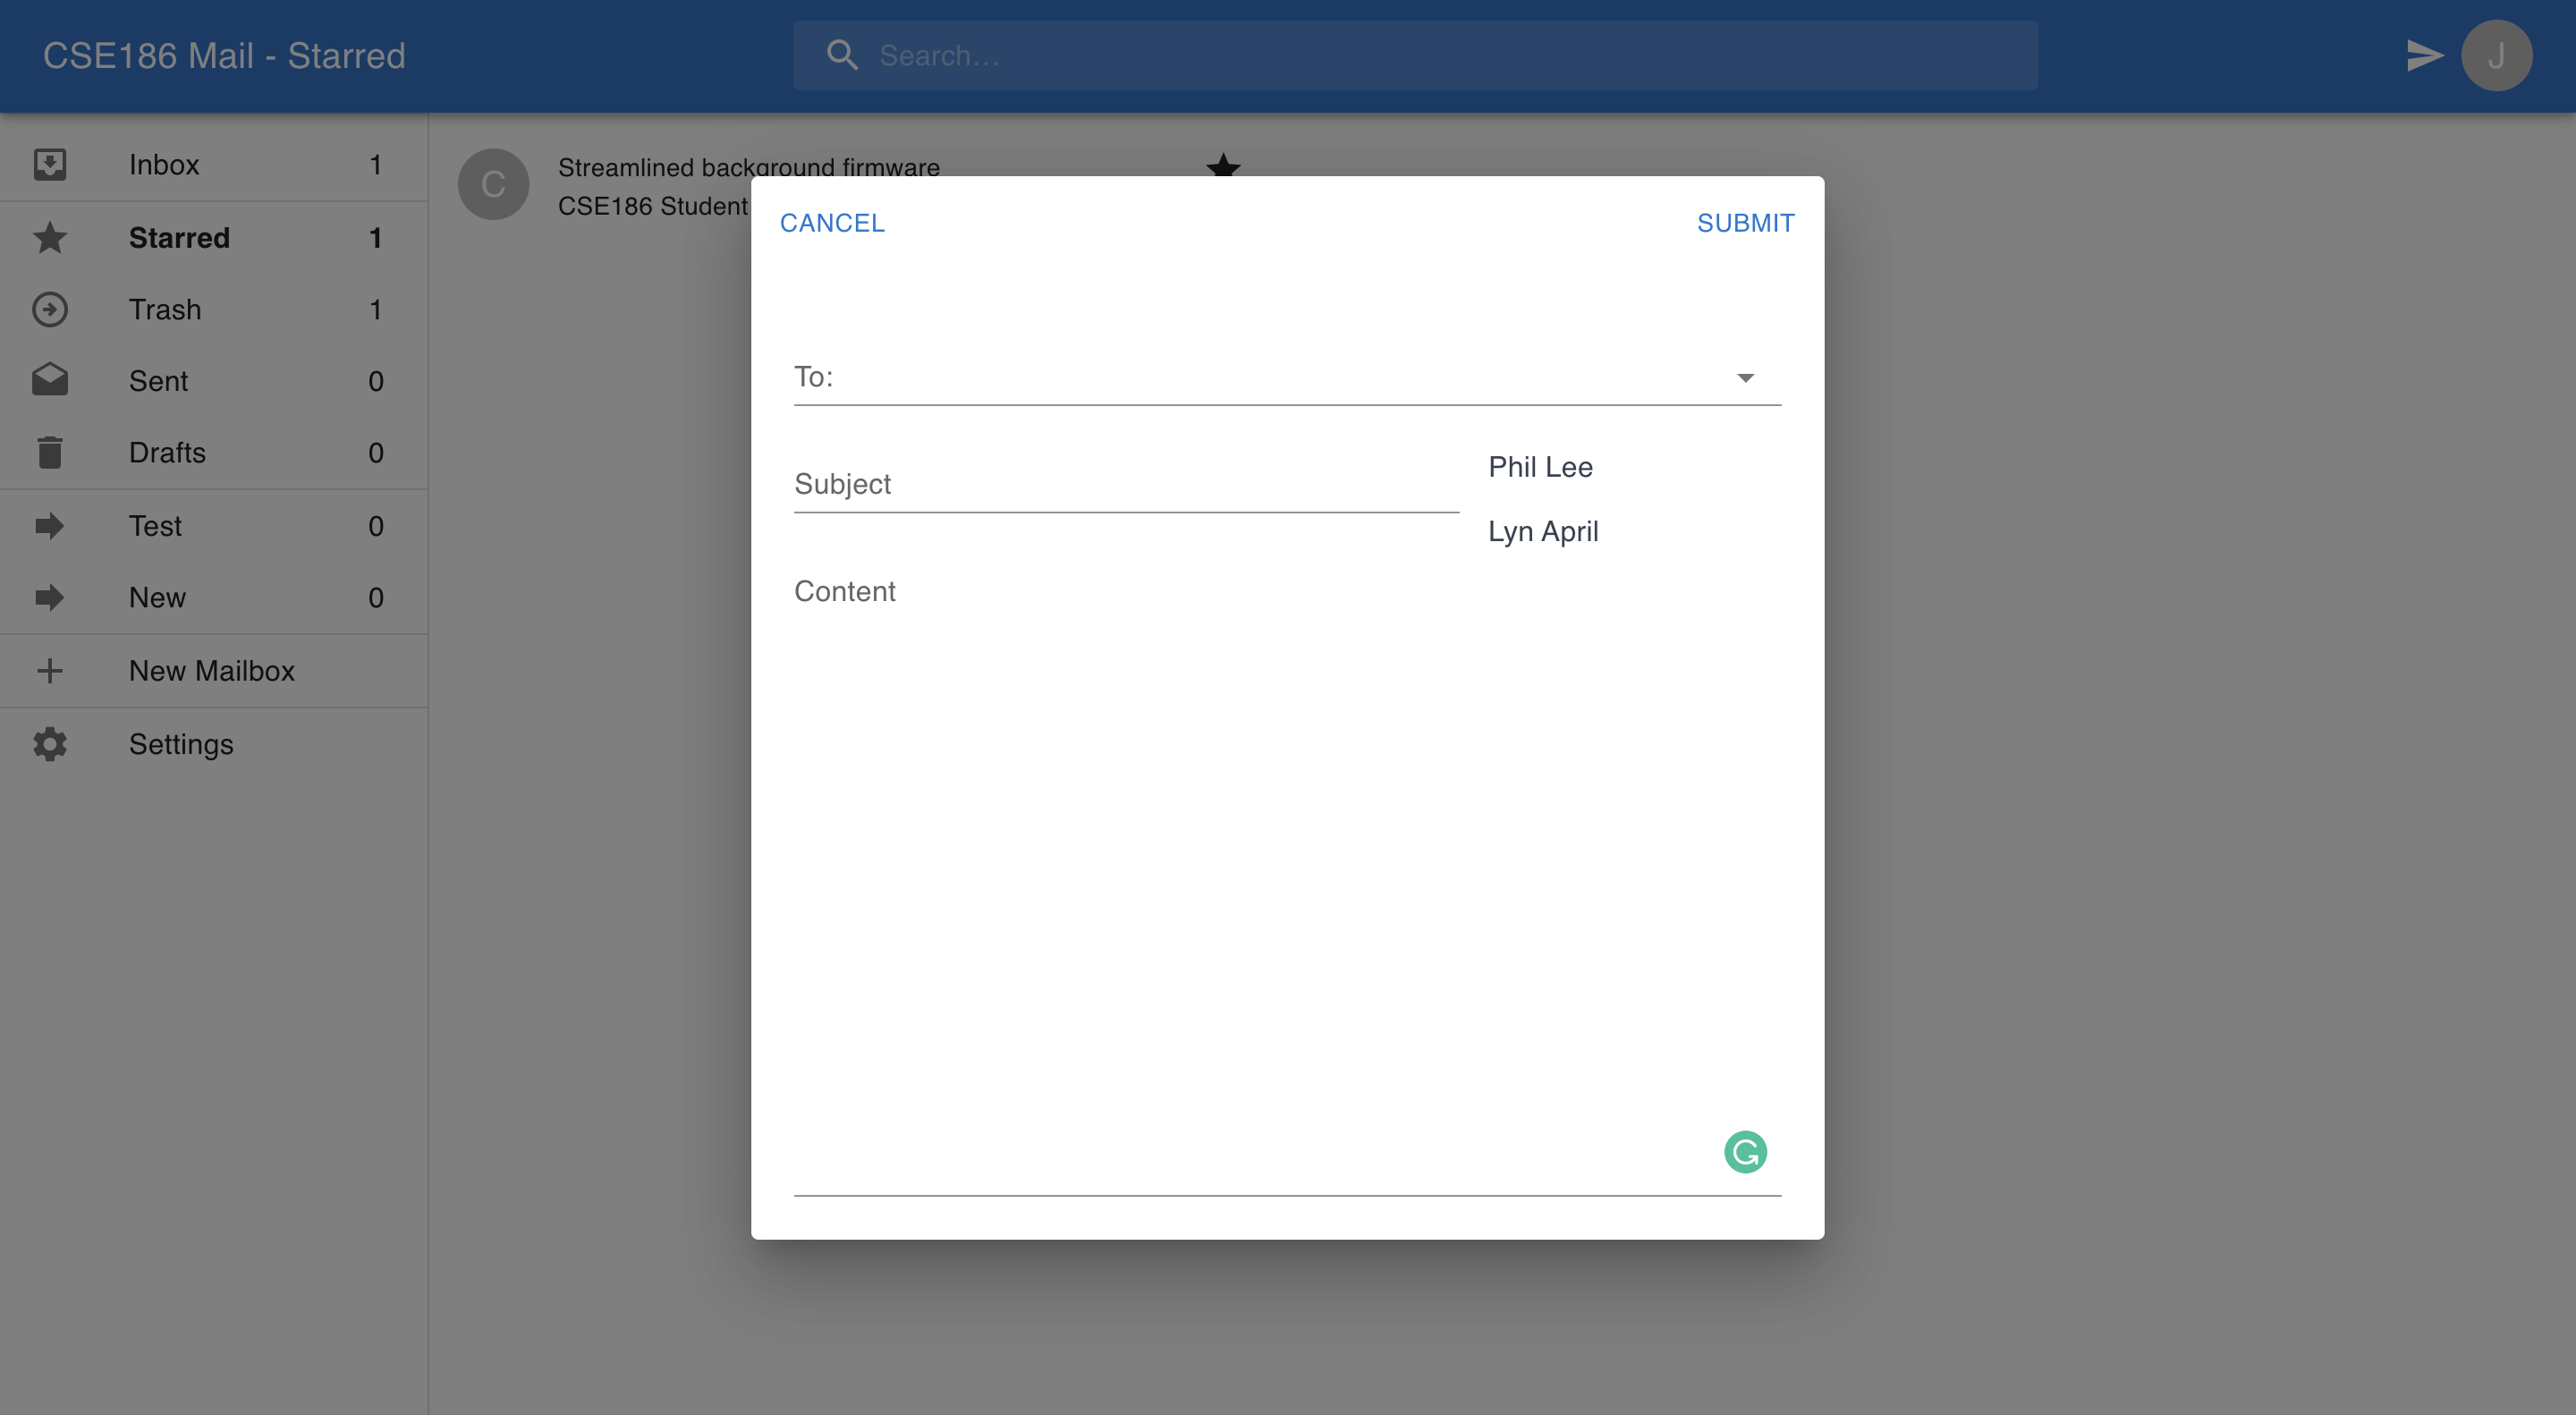 CSE186 Mail - Starred
Search…
J
Inbox 1
Starred 1
Trash 1
Sent 0
Drafts 0
Test 0
New 0
New Mailbox
Settings
C
Streamlined background firmware
CSE186 Student
CANCEL
SUBMIT
To:
Subject
Phil Lee
Lyn April
Content